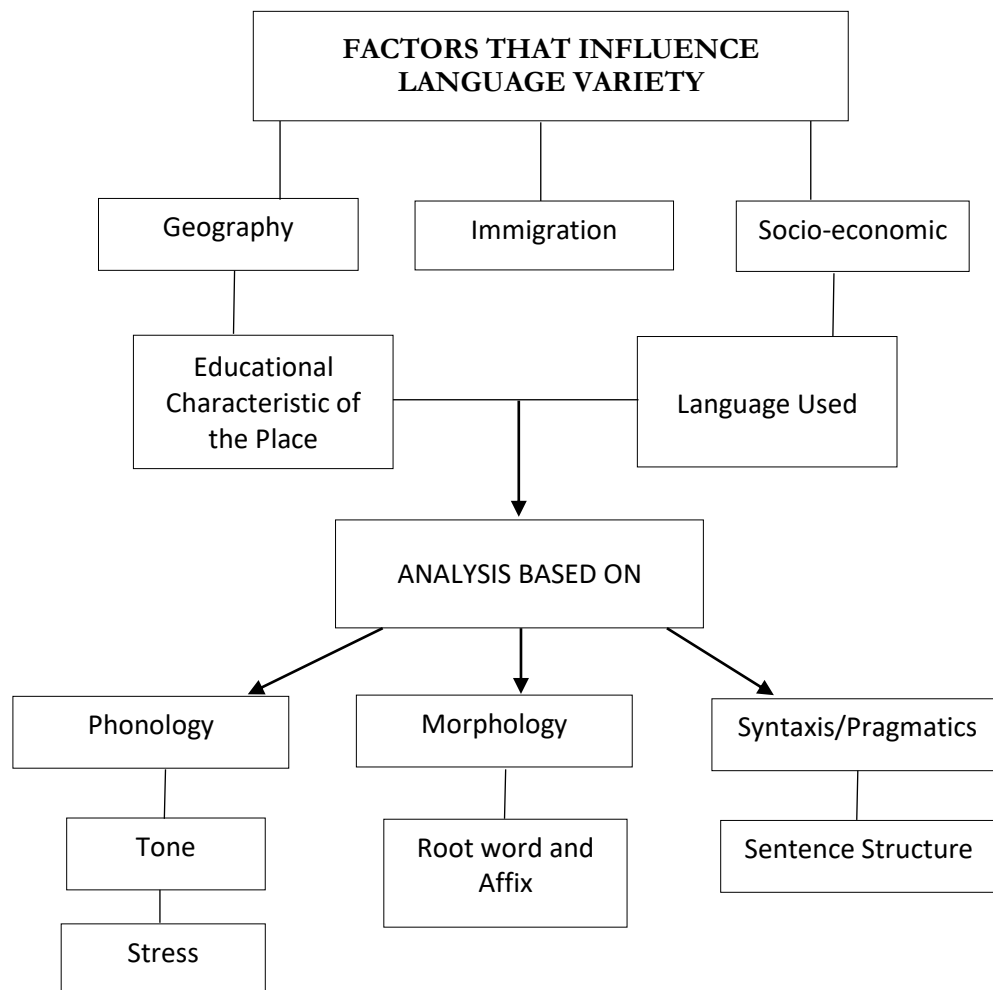 FACTORS THAT INFLUENCE
LANGUAGE VARIETY
Geography
Immigration
Socio-economic
Educational
Characteristic of
the Place
Language Used
ANALYSIS BASED ON
Phonology
Morphology
Syntaxis/Pragmatics
Tone
Root word and
Affix
Sentence Structure
Stress